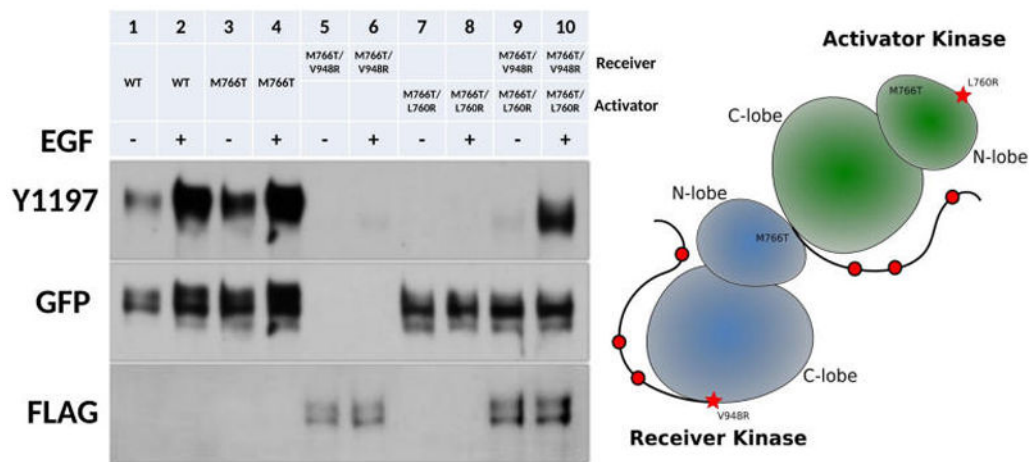 1 2 3 4 5 6 7 8 9 10
M766T/V948R M766T/V948R M766T/V948R M766T/V948R Receiver
WT WT M766T M766T
M766T/L760R M766T/L760R M766T/L760R M766T/L760R Activator
EGF - + - + - + - + - +
Y1197
GFP
FLAG
Activator Kinase
L760R
M766T
C-lobe
N-lobe
N-lobe
M766T
C-lobe
V948R
Receiver Kinase